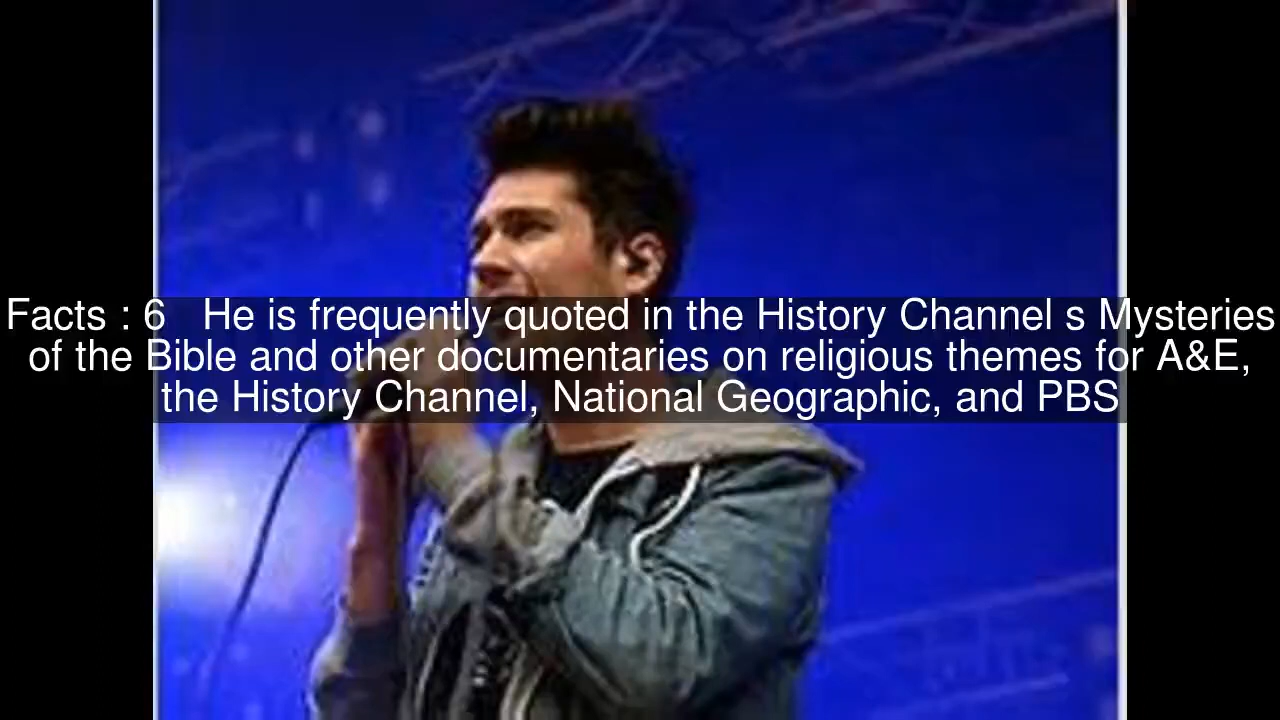 Facts : 6   He is frequently quoted in the History Channel s Mysteries
of the Bible and other documentaries on religious themes for A&E,
the History Channel, National Geographic, and PBS